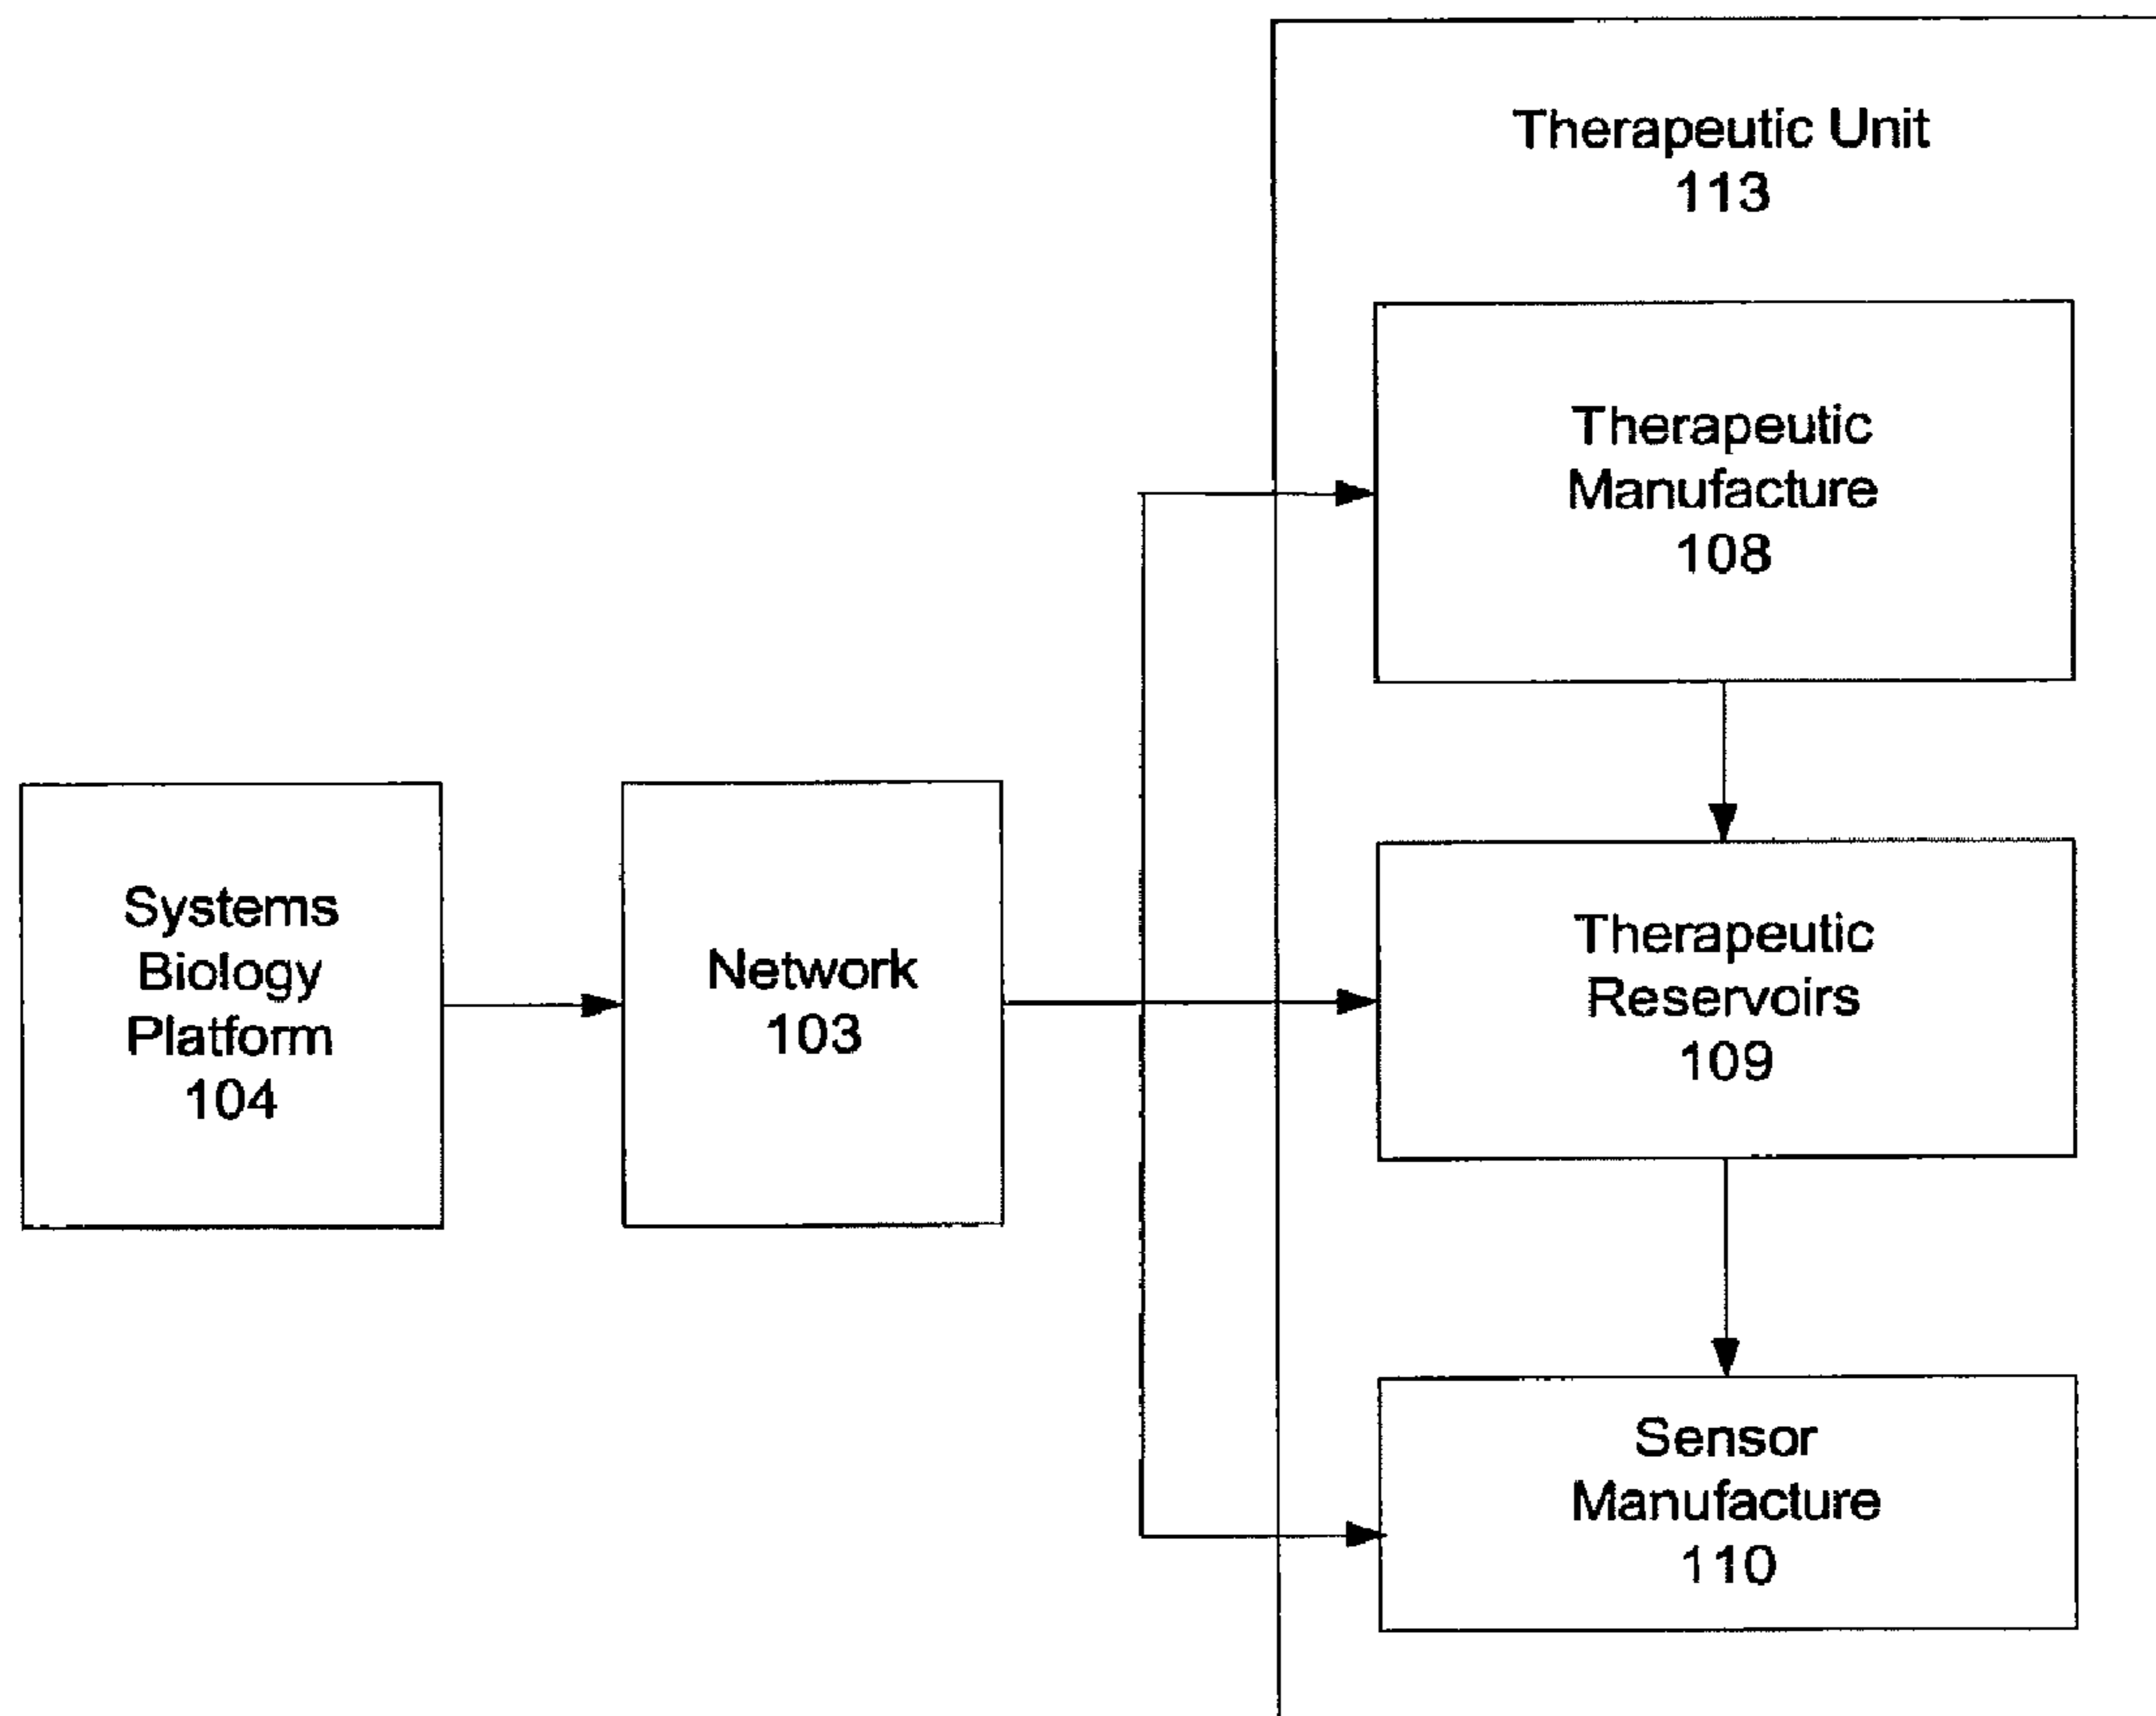 Therapeutic Unit
113
Therapeutic
Manufacture
108
Systems
Biology
Platform
104
Network
103
Therapeutic
Reservoirs
109
Sensor
Manufacture
110